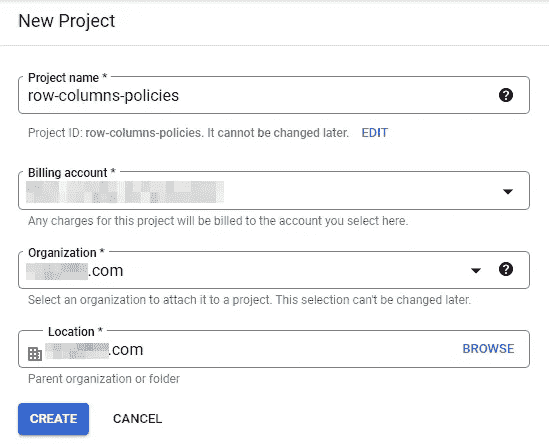 New Project
Project name *
row-columns-policies
Project ID: row-columns-policies. It cannot be changed later. EDIT
Billing account *
Any charges for this project will be billed to the account you select here.
Organization *
.com
Select an organization to attach it to a project. This selection can't be changed later.
Location *
.com BROWSE
Parent organization or folder
CREATE CANCEL